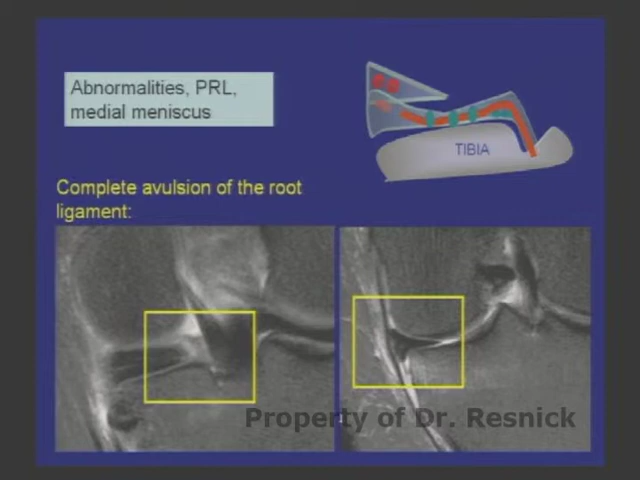 Abnormalities, PRL,
medial meniscus
TIBIA
Complete avulsion of the root
ligament:
Property of Dr. Resnick